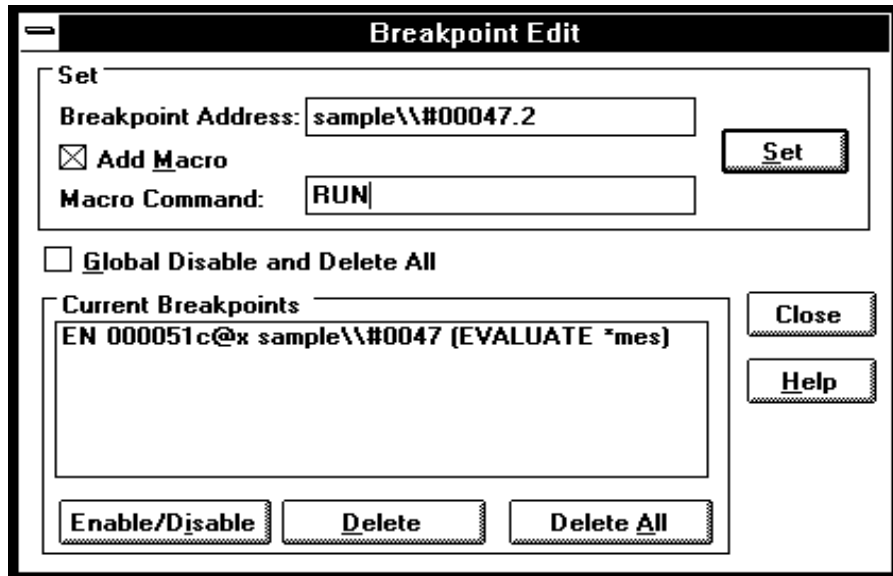 Breakpoint Edit
Set
Breakpoint Address: sample\\#00047.2
Add Macro
Set
Macro Command: RUN
Global Disable and Delete All
Current Breakpoints
EN 000051c@x sample\\#0047 (EVALUATE *mes)
Close
Help
Enable/Disable Delete Delete All